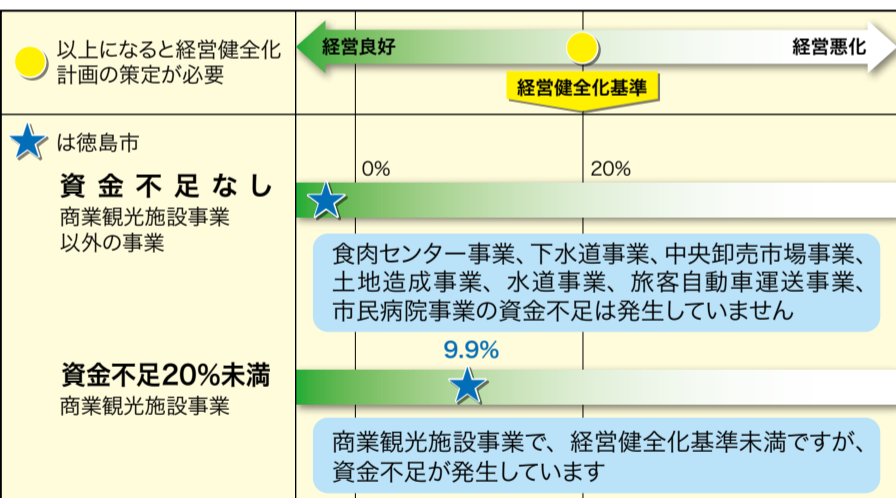 以上になると経営健全化
計画の策定が必要
経営良好
経営悪化
経営健全化基準
は徳島市
0%
20%
資金不足なし
商業観光施設事業
以外の事業
食肉センター事業、下水道事業、中央卸売市場事業、
土地造成事業、水道事業、旅客自動車運送事業、
市民病院事業の資金不足は発生していません
9.9%
資金不足20%未満
商業観光施設事業
商業観光施設事業で、経営健全化基準未満ですが、
資金不足が発生しています